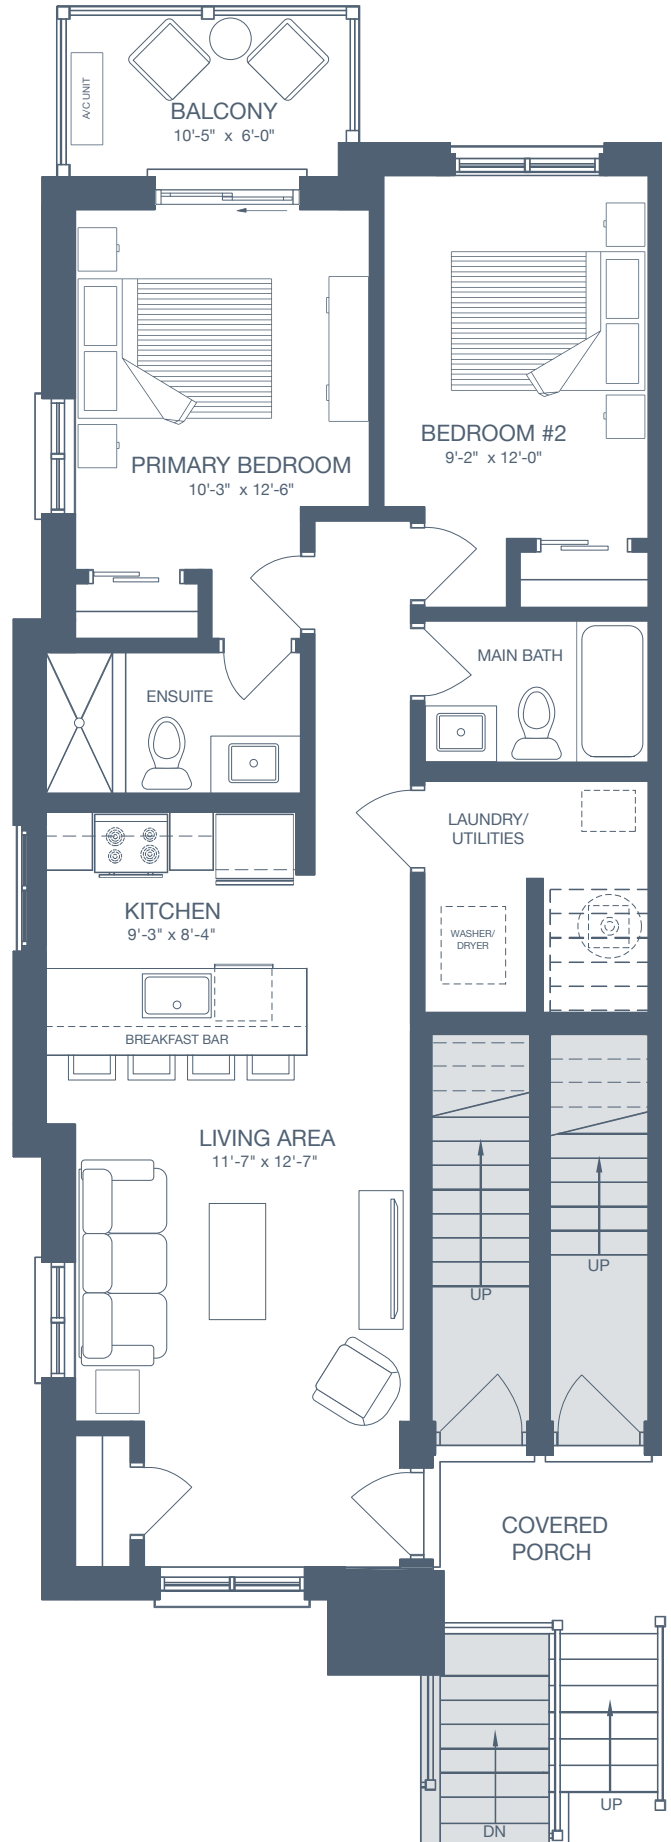 A/C UNIT
BALCONY
10'-5" x 6'-0"
BEDROOM #2
9'-2" x 12'-0"
PRIMARY BEDROOM
10'-3" x 12'-6"
MAIN BATH
ENSUITE
LAUNDRY/
UTILITIES
KITCHEN
9'-3" x 8'-4"
WASHER/
DRYER
BREAKFAST BAR
LIVING AREA
11'-7" x 12'-7"
UP
UP
COVERED
PORCH
UP
DN